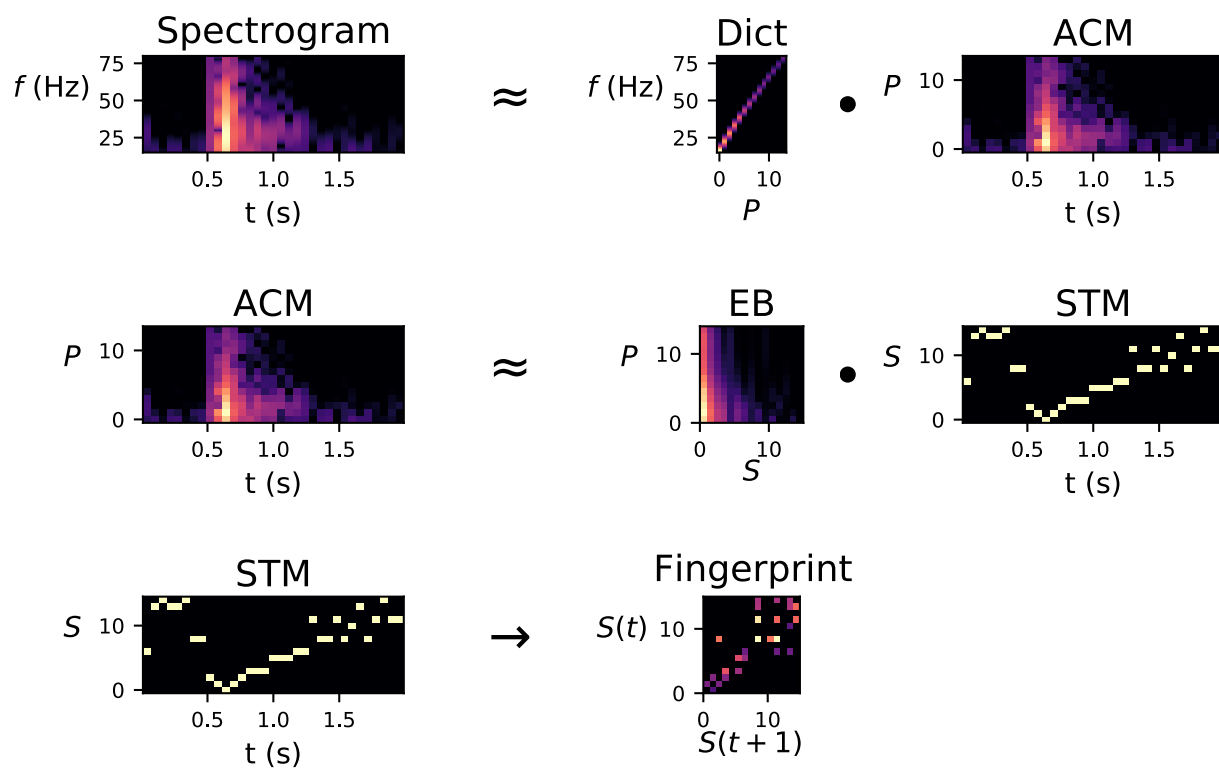 Spectrogram
f (Hz)
75
50
25
0.5 1.0 1.5
t (s)
≈
Dict
f (Hz)
75
50
25
0 10
P
•
ACM
P
10
0
0.5 1.0 1.5
t (s)
ACM
P
10
0
0.5 1.0 1.5
t (s)
≈
EB
P
10
0
0 10
S
•
STM
S
10
0
0.5 1.0 1.5
t (s)
STM
S
10
0
0.5 1.0 1.5
t (s)
→
Fingerprint
S(t)
10
0
0 10
S(t + 1)